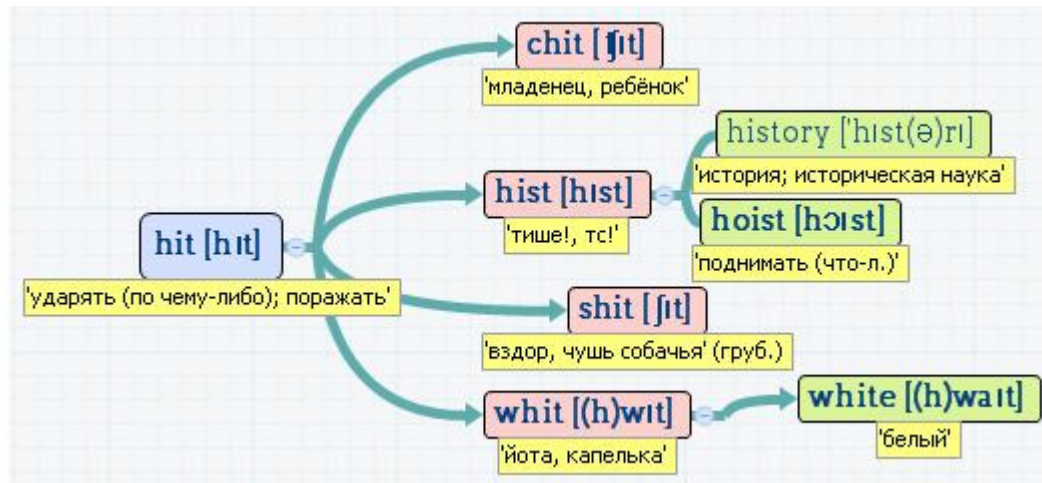 chit [ʧɪt]
'младенец, ребёнок'
history ['hɪst(ə)rɪ]
'история; историческая наука'
hist [hɪst]
'тише!, тс!'
hoist [hɔɪst]
'поднимать (что-л.)'
hit [hɪt]
'ударять (по чему-либо); поражать'
shit [ʃɪt]
'вздор, чушь собачья' (груб.)
whit [(h)wɪt]
'йота, капелька'
white [(h)waɪt]
'белый'